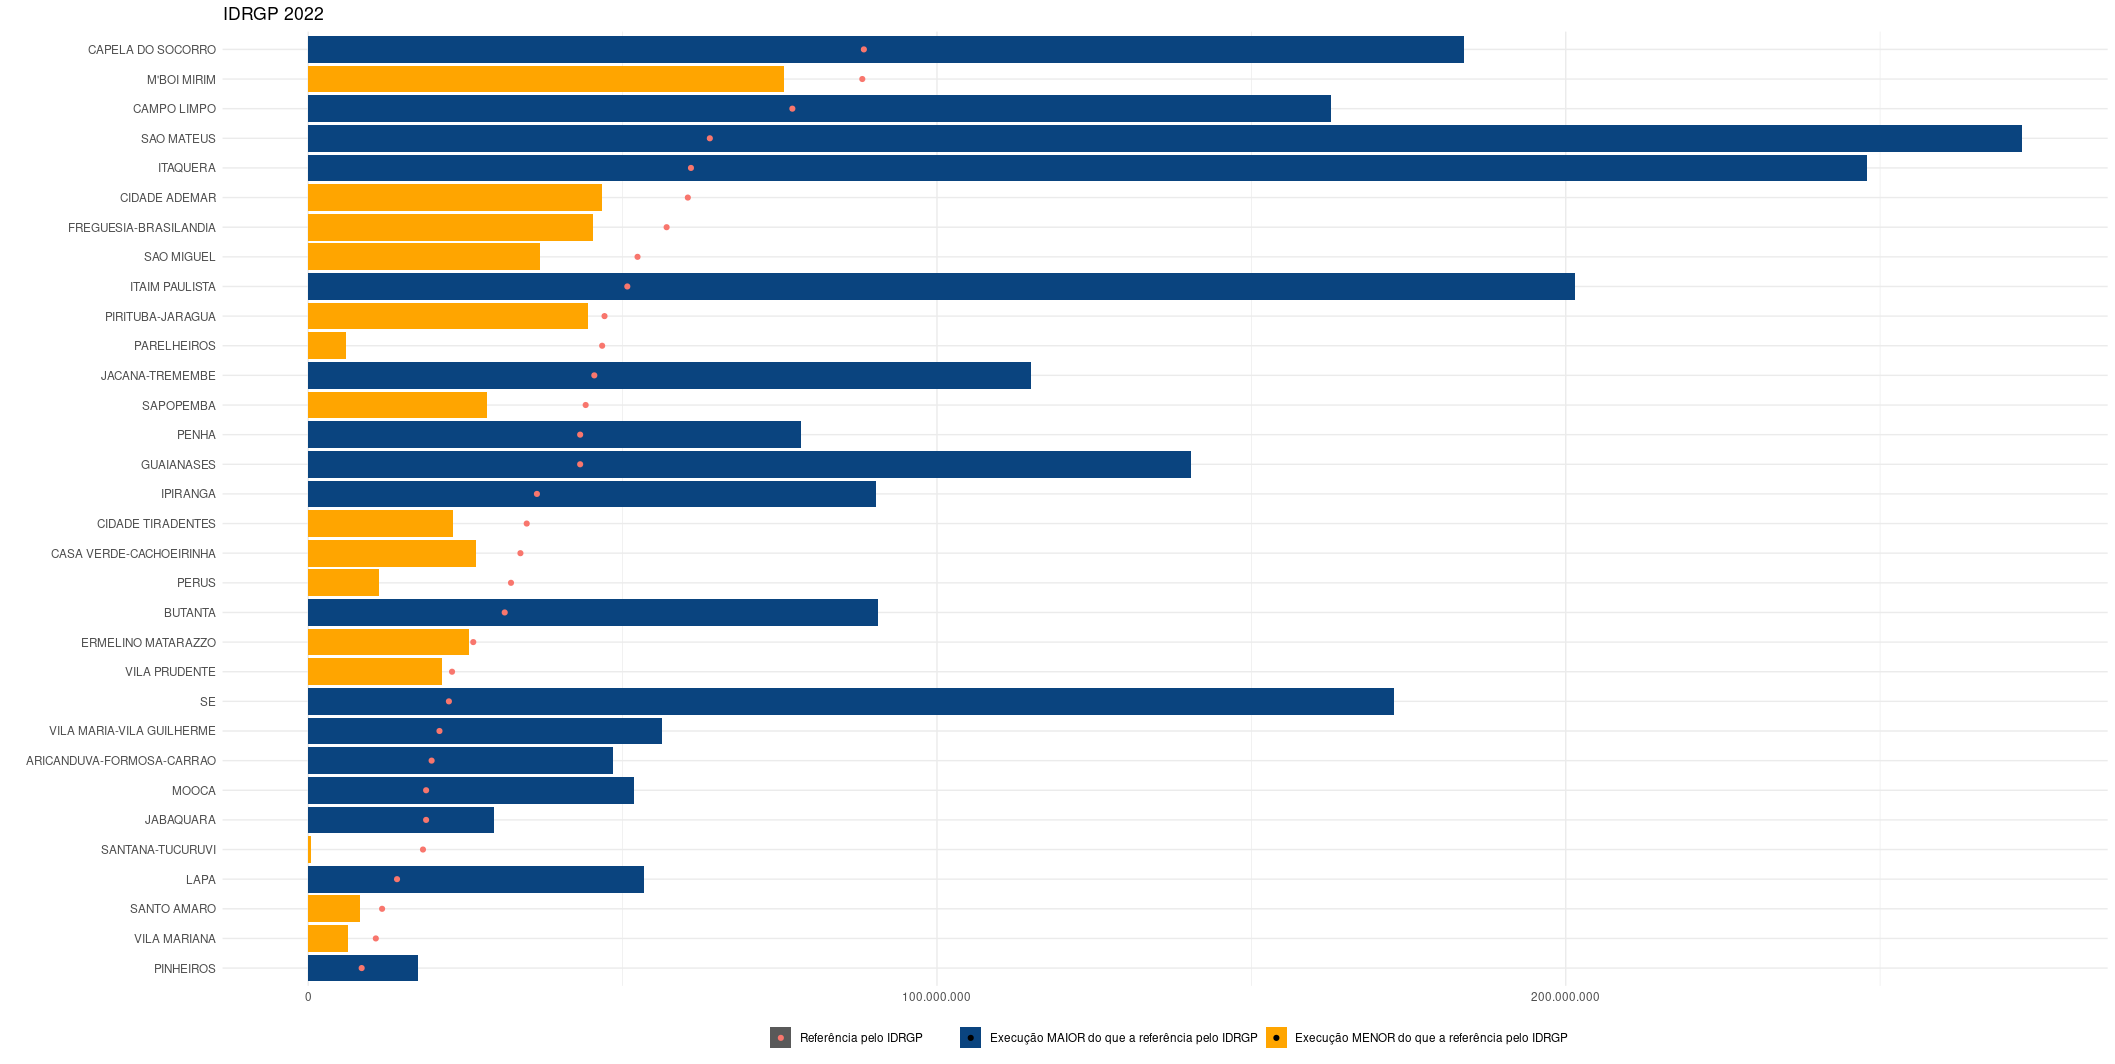 IDRGP 2022
CAPELA DO SOCORRO
M'BOI MIRIM
CAMPO LIMPO
SAO MATEUS
ITAQUERA
CIDADE ADEMAR
FREGUESIA-BRASILANDIA
SAO MIGUEL
ITAIM PAULISTA
PIRITUBA-JARAGUA
PARELHEIROS
JACANA-TREMEMBE
SAPOPEMBA
PENHA
GUAIANASES
IPIRANGA
CIDADE TIRADENTES
CASA VERDE-CACHOEIRINHA
PERUS
BUTANTA
ERMELINO MATARAZZO
VILA PRUDENTE
SE
VILA MARIA-VILA GUILHERME
ARICANDUVA-FORMOSA-CARRAO
MOOCA
JABAQUARA
SANTANA-TUCURUVI
LAPA
SANTO AMARO
VILA MARIANA
PINHEIROS
0 100.000.000 200.000.000
Referência pelo IDRGP Execução MAIOR do que a referência pelo IDRGP Execução MENOR do que a referência pelo IDRGP